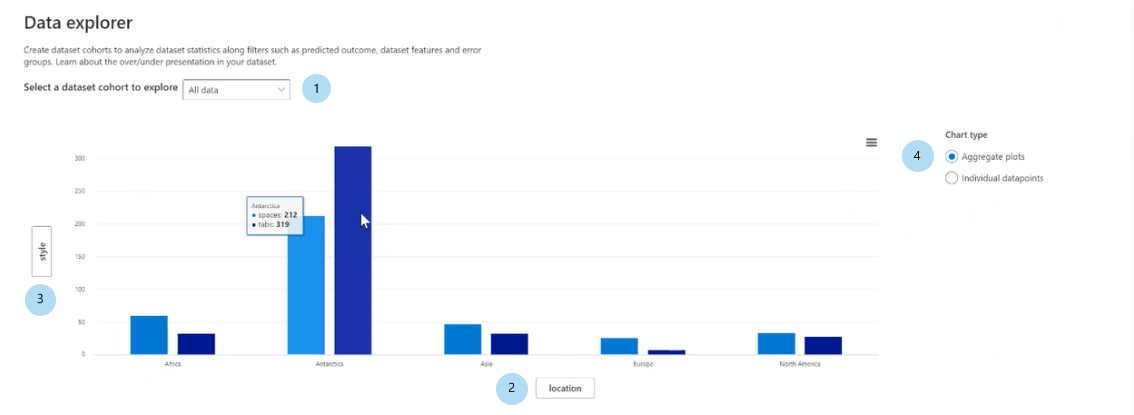 Data explorer
Create dataset cohorts to analyze dataset statistics along filters such as predicted outcome, dataset features and error
groups. Learn about the over/under presentation in your dataset.
Select a dataset cohort to explore
All data
1
Chart type
4
Aggregate plots
Individual datapoints
300
250
200
150
100
50
0
style
3
Antarctica
spaces: 212
tabs: 319
Africa
Antarctica
Asia
Europe
North America
2
location